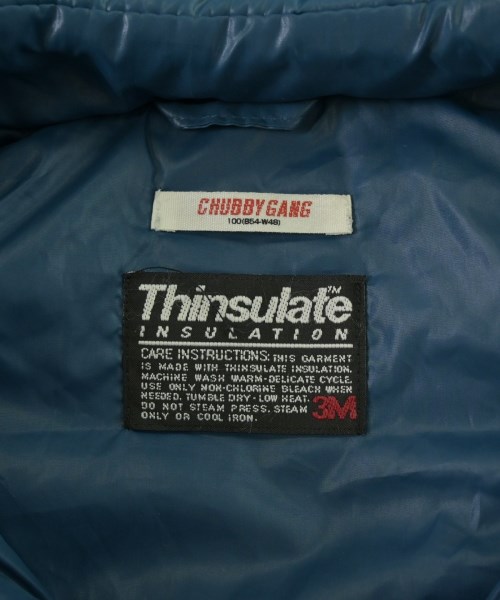 CHUBBYGANG
100(B54-W48)
Thinsulate™
INSULATION
CARE INSTRUCTIONS: THIS GARMENT
IS MADE WITH THINSULATE INSULATION.
MACHINE WASH WARM-DELICATE CYCLE.
USE ONLY NON-CHLORINE BLEACH WHEN
NEEDED. TUMBLE DRY-LOW HEAT.
DO NOT STEAM PRESS. STEAM
ONLY OR COOL IRON.
3M